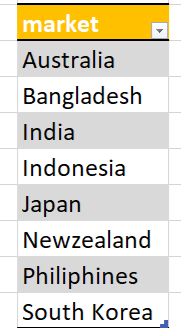 market
Australia
Bangladesh
India
Indonesia
Japan
Newzealand
Philiphines
South Korea